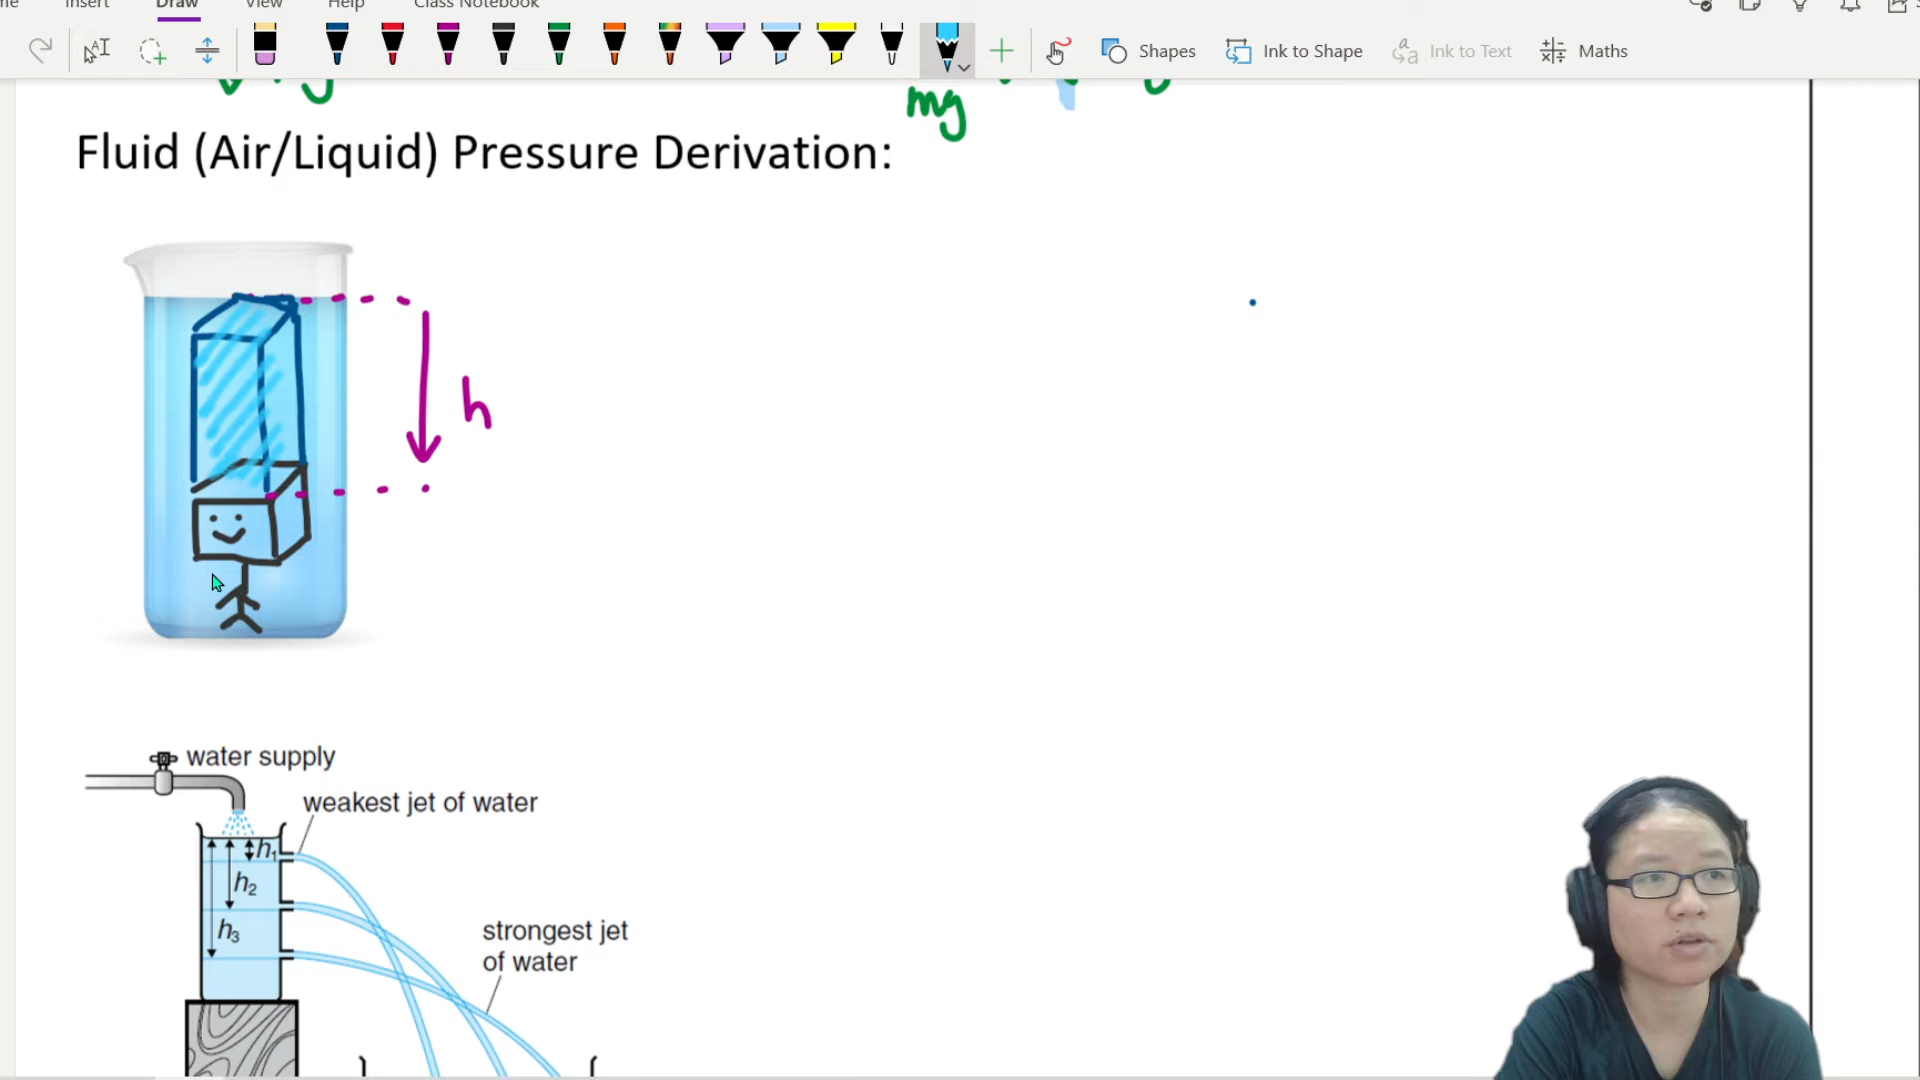 Insert Draw View Help Class Notebook
Shapes Ink to Shape Ink to Text Maths
mg
Fluid (Air/Liquid) Pressure Derivation:
h
water supply
weakest jet of water
h1
h2
h3
strongest jet
of water